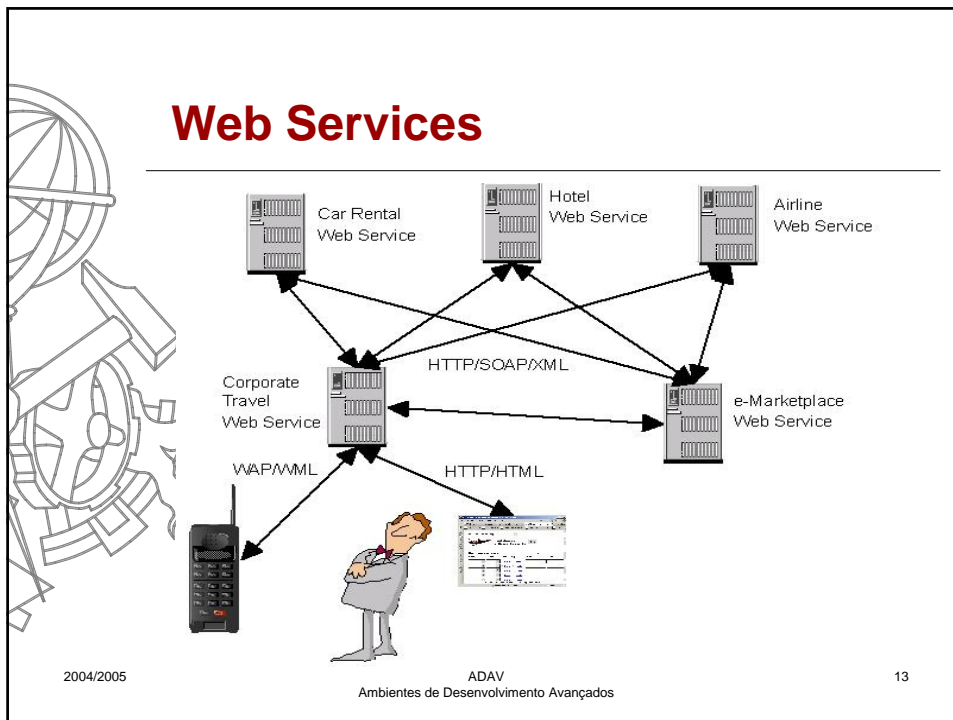 Web Services
Car Rental
Web Service
Hotel
Web Service
Airline
Web Service
HTTP/SOAP/XML
Corporate
Travel
Web Service
e-Marketplace
Web Service
WAP/WML
HTTP/HTML
2004/2005
ADAV
Ambientes de Desenvolvimento Avançados
13